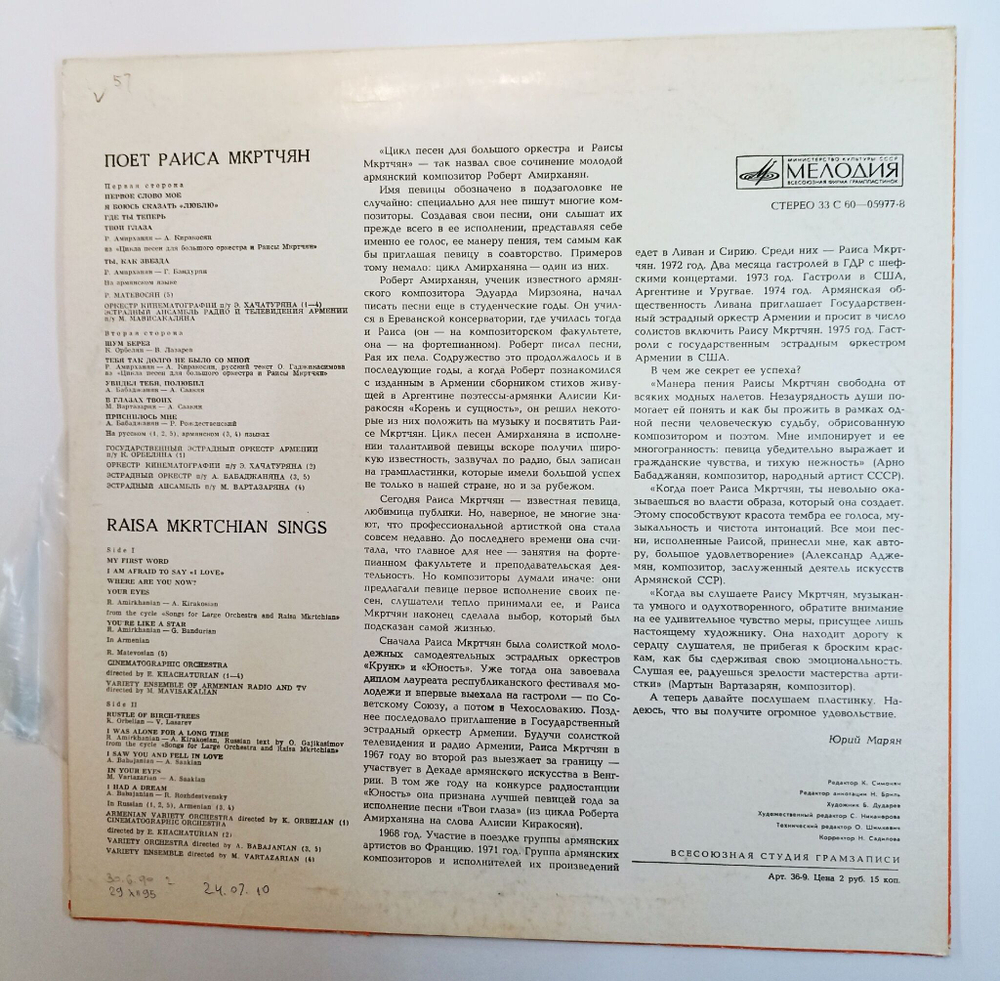 57
V
ПОЕТ РАИСА МКРТЧЯН
Первая сторона
ПЕРВОЕ СЛОВО МОЕ
Я БОЮСЬ СКАЗАТЬ «ЛЮБЛЮ»
ГДЕ ТЫ ТЕПЕРЬ
ТВОИ ГЛАЗА
Р. Амирханян — А. Киракосян
из «Цикла песен для большого оркестра и Раисы Мкртчян»
ТЫ, КАК ЗВЕЗДА
Р. Амирханян — Г. Бандурян
На армянском языке
Р. МАТЕВОСЯН (5)
ОРКЕСТР КИНЕМАТОГРАФИИ п/у Э. ХАЧАТУРЯНА (1—4)
ЭСТРАДНЫЙ АНСАМБЛЬ РАДИО И ТЕЛЕВИДЕНИЯ АРМЕНИИ
п/у М. МАВИСАКАЛЯНА
Вторая сторона
ШУМ БЕРЕЗ
К. Орбелян — В. Лазарев
ТЕБЯ ТАК ДОЛГО НЕ БЫЛО СО МНОЙ
Р. Амирханян — А. Киракосян, русский текст О. Гаджикасимова
из «Цикла песен для большого оркестра и Раисы Мкртчян»
УВИДЕЛ ТЕБЯ, ПОЛЮБИЛ
А. Бабаджанян — А. Саакян
В ГЛАЗАХ ТВОИХ
М. Вартазарян — А. Саакян
ПРИСНИЛОСЬ МНЕ
А. Бабаджанян — Р. Рождественский
На русском (1, 2, 5), армянском (3, 4) языках
ГОСУДАРСТВЕННЫЙ ЭСТРАДНЫЙ ОРКЕСТР АРМЕНИИ
п/у К. ОРБЕЛЯНА (1)
ОРКЕСТР КИНЕМАТОГРАФИИ п/у Э. ХАЧАТУРЯНА (2)
ЭСТРАДНЫЙ ОРКЕСТР п/у А. БАБАДЖАНЯНА (3, 5)
ЭСТРАДНЫЙ АНСАМБЛЬ п/у М. ВАРТАЗАРЯНА (4)
RAISA MKRTCHIAN SINGS
Side I
MY FIRST WORD
I AM AFRAID TO SAY «I LOVE»
WHERE ARE YOU NOW?
YOUR EYES
R. Amirkhanian — A. Kirakosian
from the cycle «Songs for Large Orchestra and Raisa Mkrtchian»
YOU'RE LIKE A STAR
R. Amirkhanian — G. Bandurian
In Armenian
R. Matevosian (5)
CINEMATOGRAPHIC ORCHESTRA
directed by E. KHACHATURIAN (1—4)
VARIETY ENSEMBLE OF ARMENIAN RADIO AND TV
directed by M. MAVISAKALIAN
Side II
RUSTLE OF BIRCH-TREES
K. Orbelian — V. Lazarev
I WAS ALONE FOR A LONG TIME
R. Amirkhanian — A. Kirakosian, Russian text by O. Gajikasimov
from the cycle «Songs for Large Orchestra and Raisa Mkrtchian»
I SAW YOU AND FELL IN LOVE
A. Babajanian — A. Saakian
IN YOUR EYES
M. Vartazarian — A. Saakian
I HAD A DREAM
A. Babajanian — R. Rozhdestvensky
In Russian (1, 2, 5), Armenian (3, 4)
ARMENIAN VARIETY ORCHESTRA directed by K. ORBELIAN (1)
CINEMATOGRAPHIC ORCHESTRA
directed by E. KHACHATURIAN (2)
VARIETY ORCHESTRA directed by A. BABAJANIAN (3, 5)
VARIETY ENSEMBLE directed by M. VARTAZARIAN (4)
29 XII 95
24.07.10
«Цикл песен для большого оркестра и Раисы
Мкртчян» — так назвал свое сочинение молодой
армянский композитор Роберт Амирханян.
Имя певицы обозначено в подзаголовке не
случайно: специально для нее пишут многие ком-
позиторы. Создавая свои песни, они слышат их
прежде всего в ее исполнении, представляя себе
именно ее голос, ее манеру пения, тем самым как
бы приглашая певицу в соавторство. Примеров
тому немало: цикл Амирханяна — один из них.
Роберт Амирханян, ученик известного армян-
ского композитора Эдуарда Мирзояна, начал
писать песни еще в студенческие годы. Он учил-
ся в Ереванской консерватории, где училась тогда
и Раиса (он — на композиторском факультете,
она — на фортепианном). Роберт писал песни,
Рая их пела. Содружество это продолжалось и в
последующие годы, а когда Роберт познакомился
с изданным в Армении сборником стихов живу-
щей в Аргентине поэтессы-армянки Алисии Ки-
ракосян «Корень и сущность», он решил некото-
рые из них положить на музыку и посвятить Раи-
се Мкртчян. Цикл песен Амирханяна в исполне-
нии талантливой певицы вскоре получил широ-
кую известность, зазвучал по радио, был записан
на грампластинки, которые имели большой успех
не только в нашей стране, но и за рубежом.
Сегодня Раиса Мкртчян — известная певица,
любимица публики. Но, наверное, не многие зна-
ют, что профессиональной артисткой она стала
совсем недавно. До последнего времени она счи-
тала, что главное для нее — занятия на форте-
пианном факультете и преподавательская дея-
тельность. Но композиторы думали иначе: они
предлагали певице первое исполнение своих пе-
сен, слушатели тепло принимали ее, и Раиса
Мкртчян наконец сделала выбор, который был
подсказан самой жизнью.
Сначала Раиса Мкртчян была солисткой моло-
дежных самодеятельных эстрадных оркестров
«Крунк» и «Юность». Уже тогда она завоевала
диплом лауреата республиканского фестиваля мо-
лодежи и впервые выехала на гастроли — по Со-
ветскому Союзу, а потом в Чехословакию. Позд-
нее последовало приглашение в Государственный
эстрадный оркестр Армении. Будучи солисткой
телевидения и радио Армении, Раиса Мкртчян в
1967 году во второй раз выезжает за границу —
участвует в Декаде армянского искусства в Венг-
рии. В том же году на конкурсе радиостанции
«Юность» она признана лучшей певицей года за
исполнение песни «Твои глаза» (из цикла Роберта
Амирханяна на слова Алисии Киракосян).
1968 год. Участие в поездке группы армянских
артистов во Францию. 1971 год. Группа армянских
композиторов и исполнителей их произведений
МИНИСТЕРСТВО КУЛЬТУРЫ СССР
МЕЛОДИЯ
ВСЕСОЮЗНАЯ ФИРМА ГРАМПЛАСТИНОК
СТЕРЕО 33 С 60—05977-8
едет в Ливан и Сирию. Среди них — Раиса Мкрт-
чян. 1972 год. Два месяца гастролей в ГДР с шеф-
скими концертами. 1973 год. Гастроли в США,
Аргентине и Уругвае. 1974 год. Армянская об-
щественность Ливана приглашает Государствен-
ный эстрадный оркестр Армении и просит в число
солистов включить Раису Мкртчян. 1975 год. Гаст-
роли с государственным эстрадным оркестром
Армении в США.
В чем же секрет ее успеха?
«Манера пения Раисы Мкртчян свободна от
всяких модных налетов. Незаурядность души по-
могает ей понять и как бы прожить в рамках од-
ной песни человеческую судьбу, обрисованную
композитором и поэтом. Мне импонирует и ее
многогранность: певица убедительно выражает и
гражданские чувства, и тихую нежность» (Арно
Бабаджанян, композитор, народный артист СССР).
«Когда поет Раиса Мкртчян, ты невольно ока-
зываешься во власти образа, который она создает.
Этому способствуют красота тембра ее голоса, му-
зыкальность и чистота интонаций. Все мои пес-
ни, исполненные Раисой, принесли мне, как авто-
ру, большое удовлетворение» (Александр Адже-
мян, композитор, заслуженный деятель искусств
Армянской ССР).
«Когда вы слушаете Раису Мкртчян, музыкан-
та умного и одухотворенного, обратите внимание
на ее удивительное чувство меры, присущее лишь
настоящему художнику. Она находит дорогу к
сердцу слушателя, не прибегая к броским крас-
кам, как бы сдерживая свою эмоциональность.
Слушая ее, радуешься зрелости мастерства арти-
стки» (Мартын Вартазарян, композитор).
А теперь давайте послушаем пластинку. На-
деюсь, что вы получите огромное удовольствие.
Юрий Марян
Редактор К. Симонян
Редактор аннотации Н. Бриль
Художник Б. Дударев
Художественный редактор С. Никанорова
Технический редактор О. Шимкевич
Корректор Н. Садилова
ВСЕСОЮЗНАЯ СТУДИЯ ГРАМЗАПИСИ
Арт. 36-9. Цена 2 руб. 15 коп.